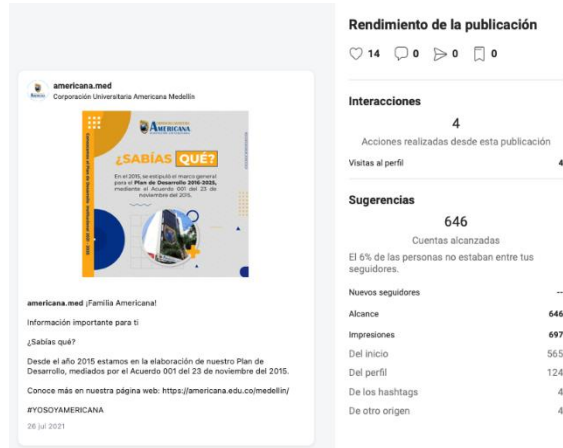 americana.med
Corporación Universitaria Americana Medellín
AMERICANA
¿SABÍAS QUÉ?
En el 2015, se estipuló el marco general
para el Plan de Desarrollo 2016-2025,
mediante el Acuerdo 001 del 23 de
noviembre del 2015.
americana.med ¡Familia Americana!
Información importante para ti
¿Sabías qué?
Desde el año 2015 estamos en la elaboración de nuestro Plan de
Desarrollo, mediados por el Acuerdo 001 del 23 de noviembre del 2015.
Conoce más en nuestra página web: https://americana.edu.co/medellin/
#YOSOYAMERICANA
26 jul 2021
Rendimiento de la publicación
14 0 0 0
Interacciones
4
Acciones realizadas desde esta publicación
Visitas al perfil 4
Sugerencias
646
Cuentas alcanzadas
El 6% de las personas no estaban entre tus
seguidores.
Nuevos seguidores --
Alcance 646
Impresiones 697
Del inicio 565
Del perfil 124
De los hashtags 4
De otro origen 4